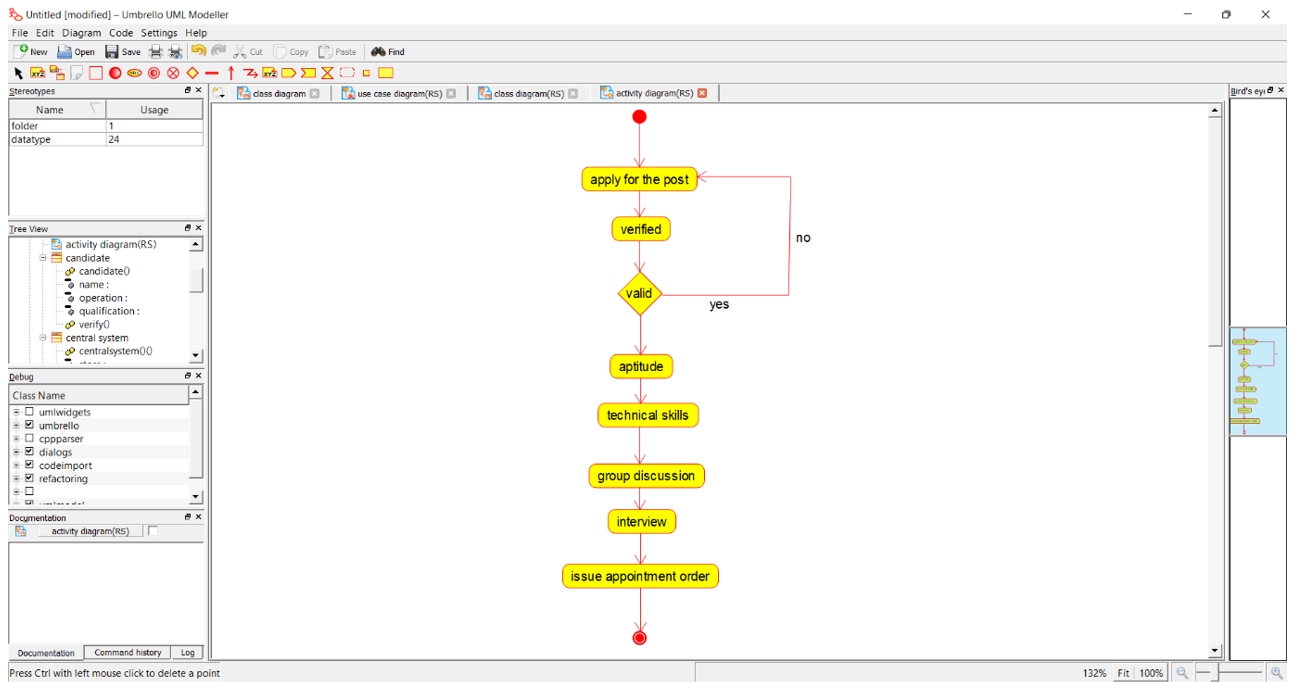 Untitled [modified] – Umbrello UML Modeller
File Edit Diagram Code Settings Help
New Open Save Cut Copy Paste Find
XYZ XYZ
Stereotypes
Name Usage
folder 1
datatype 24
Tree View
activity diagram(RS)
candidate
candidate()
name :
operation :
qualification :
verify()
central system
centralsystem()()
Debug
Class Name
umlwidgets
umbrello
cppparser
dialogs
codeimport
refactoring
Documentation
activity diagram(RS)
Documentation Command history Log
class diagram use case diagram(RS) class diagram(RS) activity diagram(RS)
apply for the post
verified
no
valid
yes
aptitude
technical skills
group discussion
interview
issue appointment order
Bird's ey
Press Ctrl with left mouse click to delete a point
132% Fit 100%